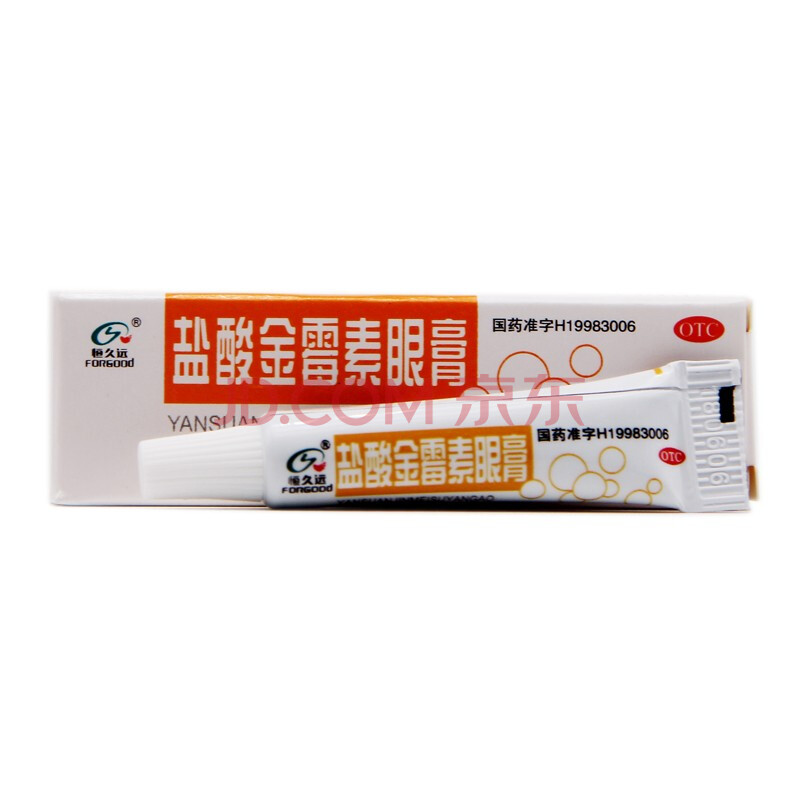 恒久远
FORGOOD
®
盐酸金霉素眼膏
YANSUAN
国药准字H19983006
OTC
JD.COM 京东
恒久远
FORGOOD
®
盐酸金霉素眼膏
YANSUANJINMEISUYANGAO
国药准字H19983006
OTC